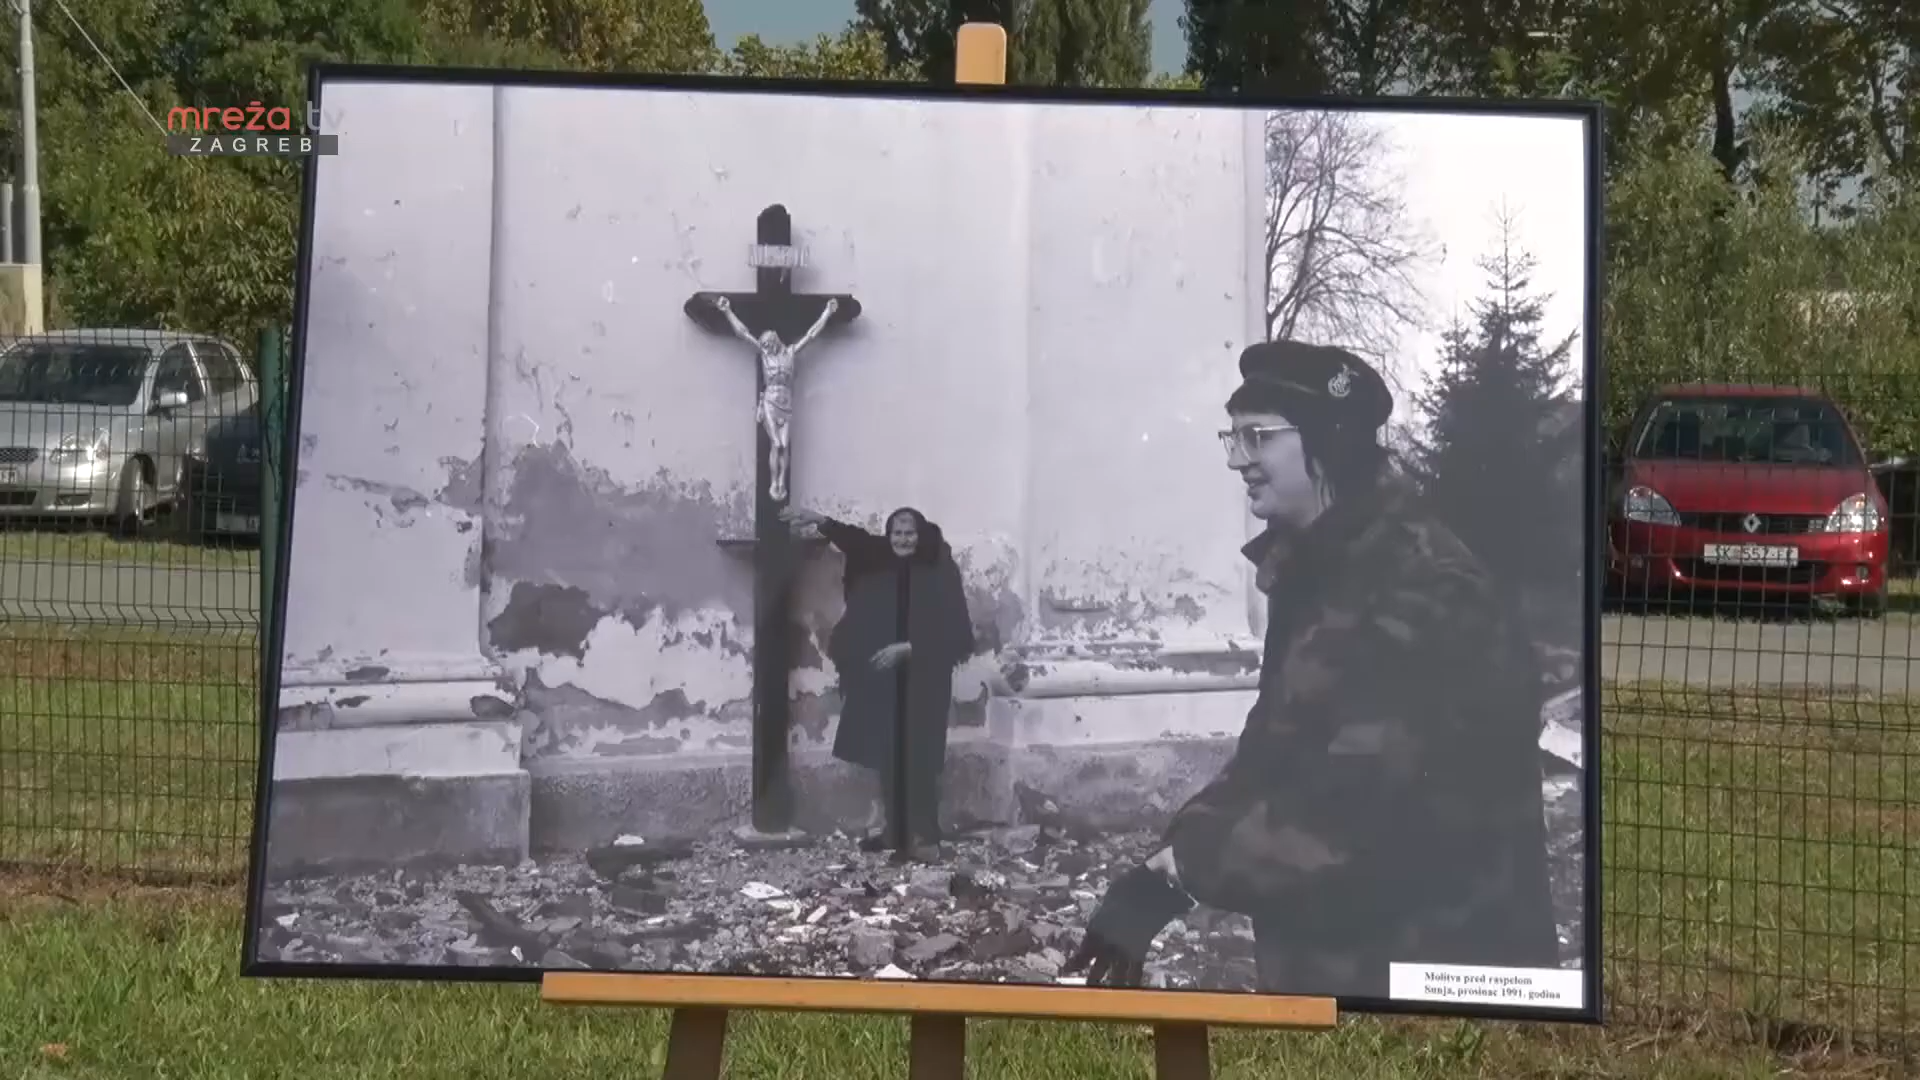 mreža.tv
ZAGREB
Molitva pred raspelom
Sunja, prosinac 1991. godina